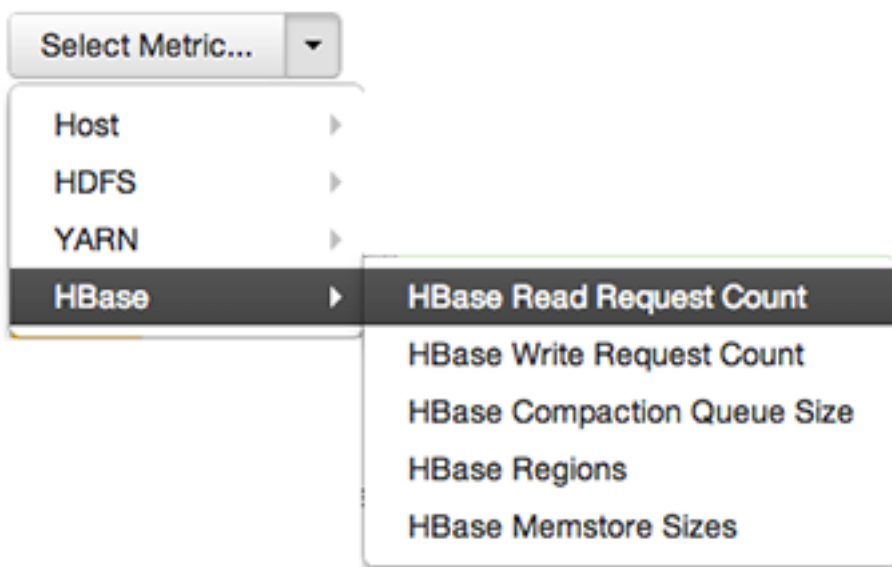 Select Metric...
Host
HDFS
YARN
HBase
HBase Read Request Count
HBase Write Request Count
HBase Compaction Queue Size
HBase Regions
HBase Memstore Sizes